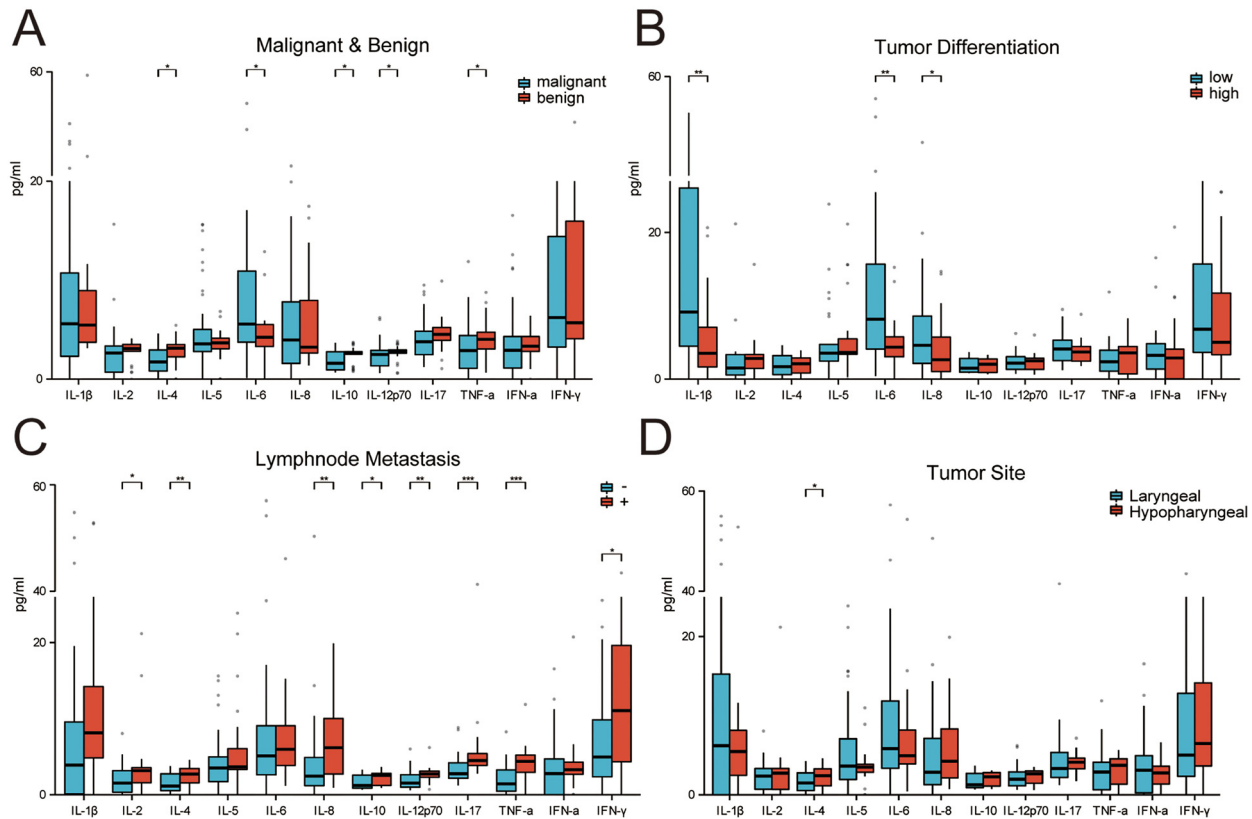 A
Malignant & Benign
60
20
0
pg/ml
* * * * *
malignant
benign
IL-1β IL-2 IL-4 IL-5 IL-6 IL-8 IL-10 IL-12p70 IL-17 TNF-a IFN-a IFN-γ
B
Tumor Differentiation
60
20
0
pg/ml
** ** *
low
high
IL-1β IL-2 IL-4 IL-5 IL-6 IL-8 IL-10 IL-12p70 IL-17 TNF-a IFN-a IFN-γ
C
Lymphnode Metastasis
60
40
20
0
pg/ml
* ** ** * ** *** *** *
-
+
IL-1β IL-2 IL-4 IL-5 IL-6 IL-8 IL-10 IL-12p70 IL-17 TNF-a IFN-a IFN-γ
D
Tumor Site
60
40
20
0
pg/ml
*
Laryngeal
Hypopharyngeal
IL-1β IL-2 IL-4 IL-5 IL-6 IL-8 IL-10 IL-12p70 IL-17 TNF-a IFN-a IFN-γ